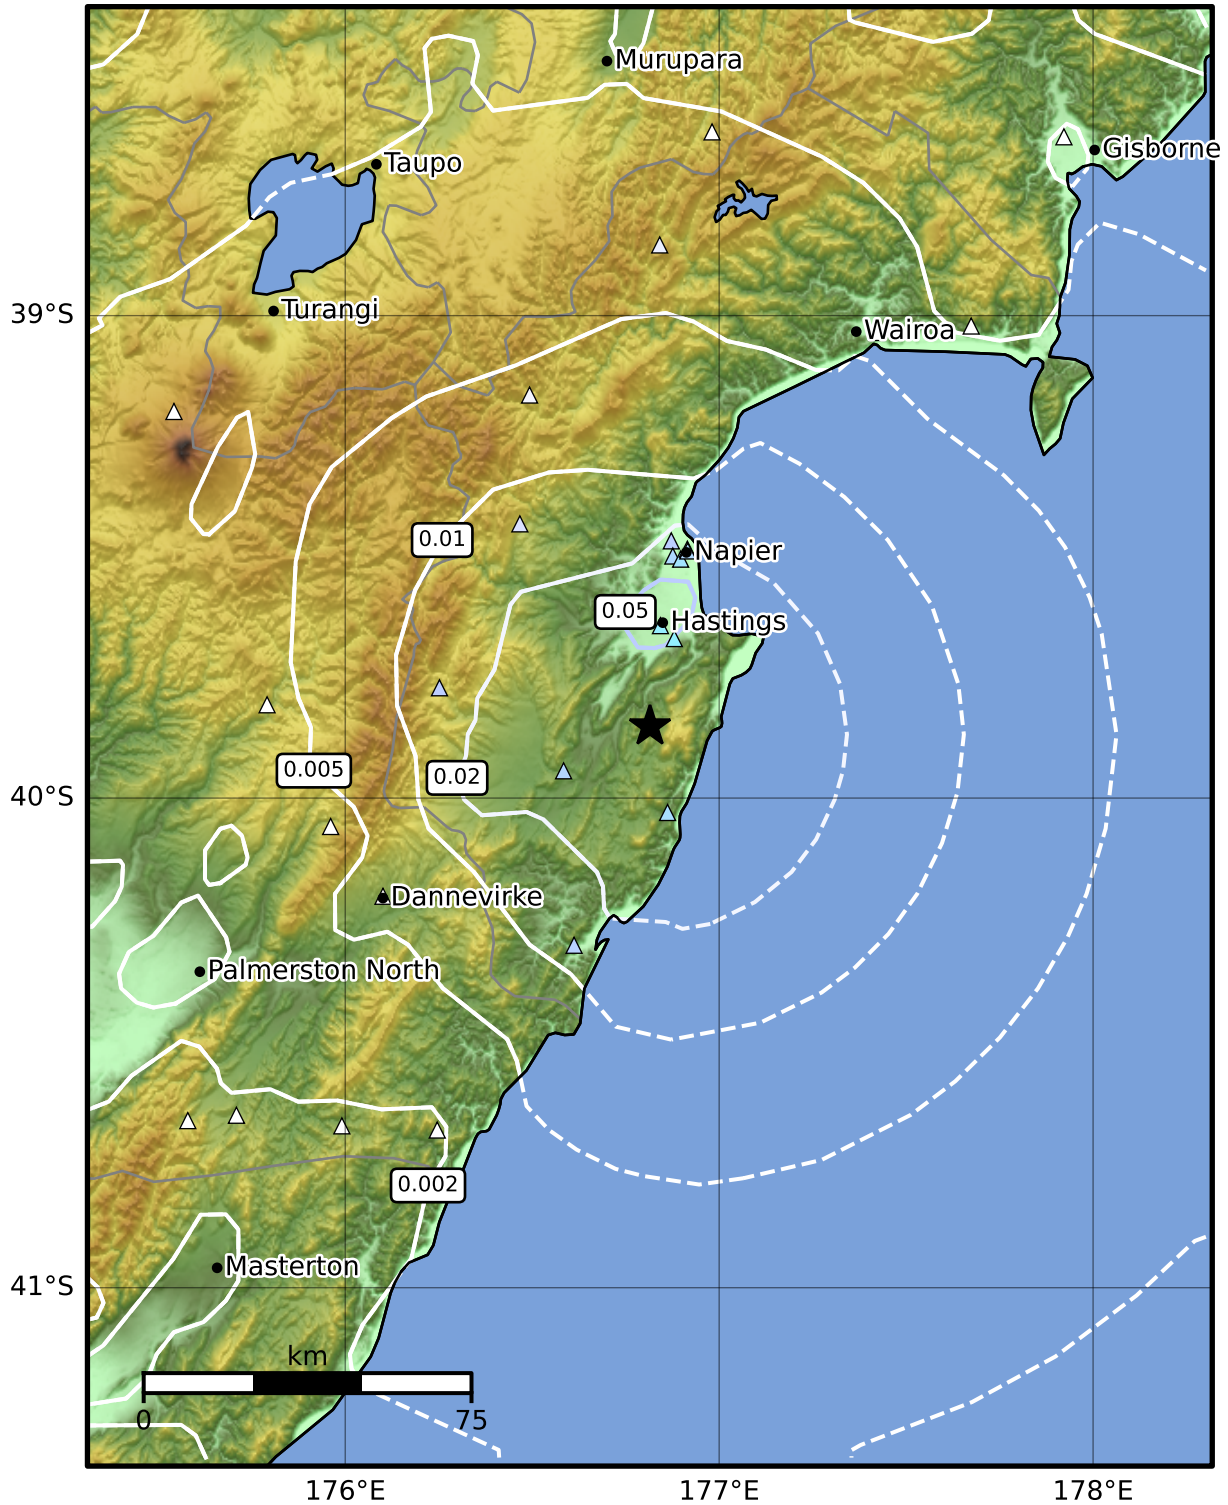 Murupara
Gisborne
Taupo
39°S
Turangi
Wairoa
0.01
Napier
0.05
Hastings
0.005
0.02
40°S
Dannevirke
Palmerston North
0.002
Masterton
41°S
km
0 75
176°E 177°E 178°E